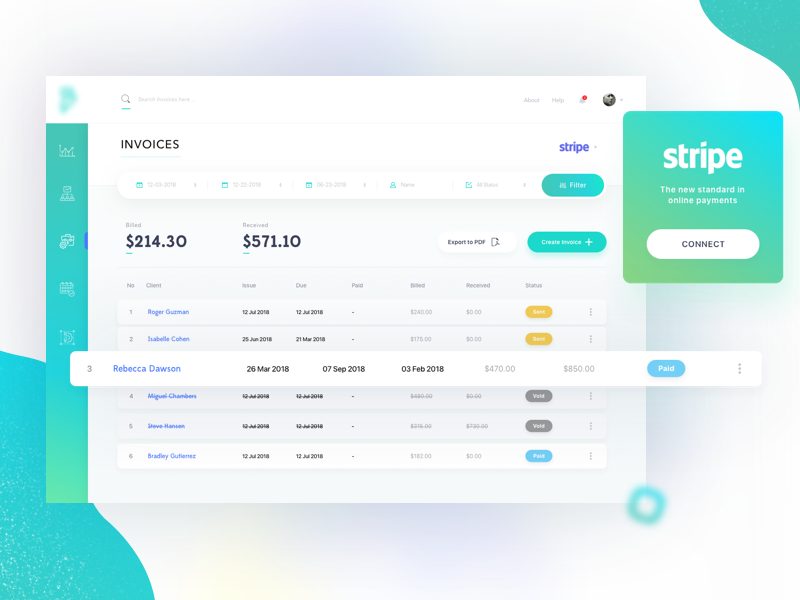 Search Invoices here ...
About Help
INVOICES
stripe
12-03-2018 12-22-2018 06-23-2018 Name All Status Filter
Billed Received
$214.30 $571.10
Export to PDF Create Invoice
No Client Issue Due Paid Billed Received Status
1 Roger Guzman 12 Jul 2018 12 Jul 2018 - $240.00 $0.00 Sent
2 Isabelle Cohen 25 Jun 2018 21 Mar 2018 - $175.00 $0.00 Sent
3 Rebecca Dawson 26 Mar 2018 07 Sep 2018 03 Feb 2018 $470.00 $850.00 Paid
4 Miguel Chambers 12 Jul 2018 12 Jul 2018 - $480.00 $0.00 Void
5 Steve Hansen 12 Jul 2018 12 Jul 2018 - $730.00 Void
6 Bradley Gutierrez 12 Jul 2018 12 Jul 2018 - $182.00 $0.00 Paid
stripe
The new standard in
online payments
CONNECT